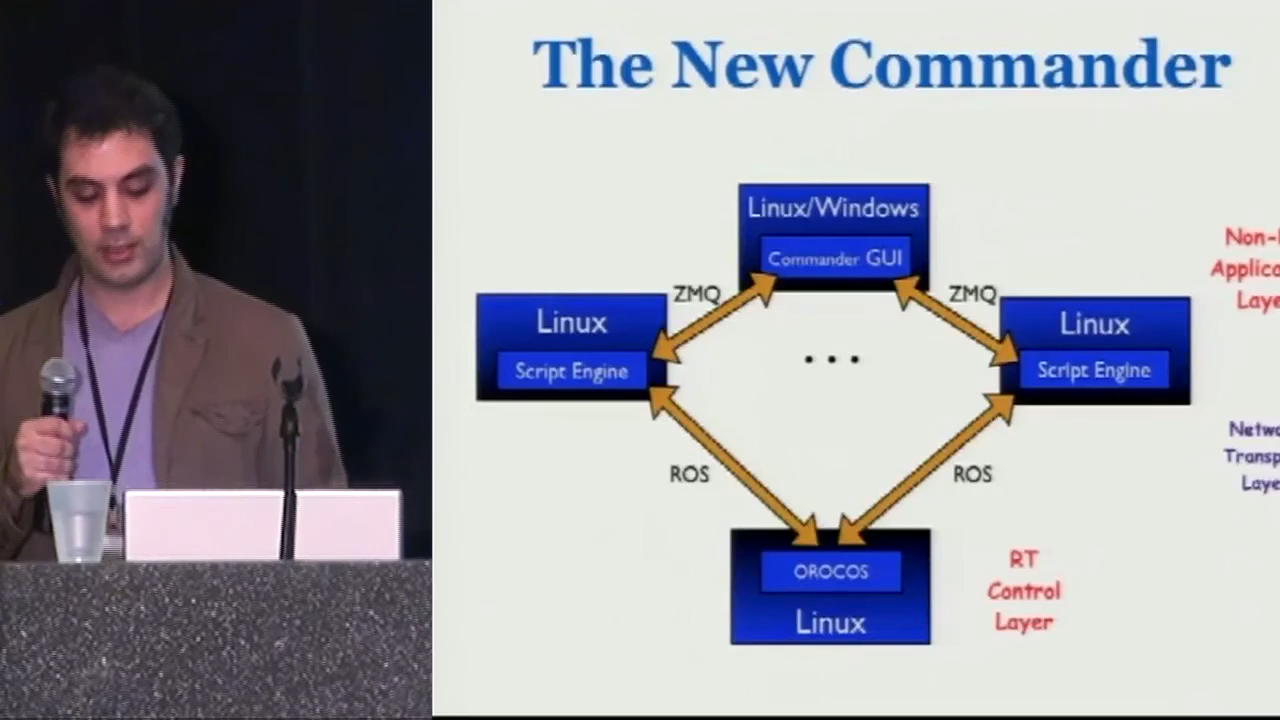 The New Commander
Linux/Windows
Commander GUI
ZMQ
ZMQ
Linux
Script Engine
. . .
Linux
Script Engine
ROS
ROS
OROCOS
Linux
RT
Control
Layer